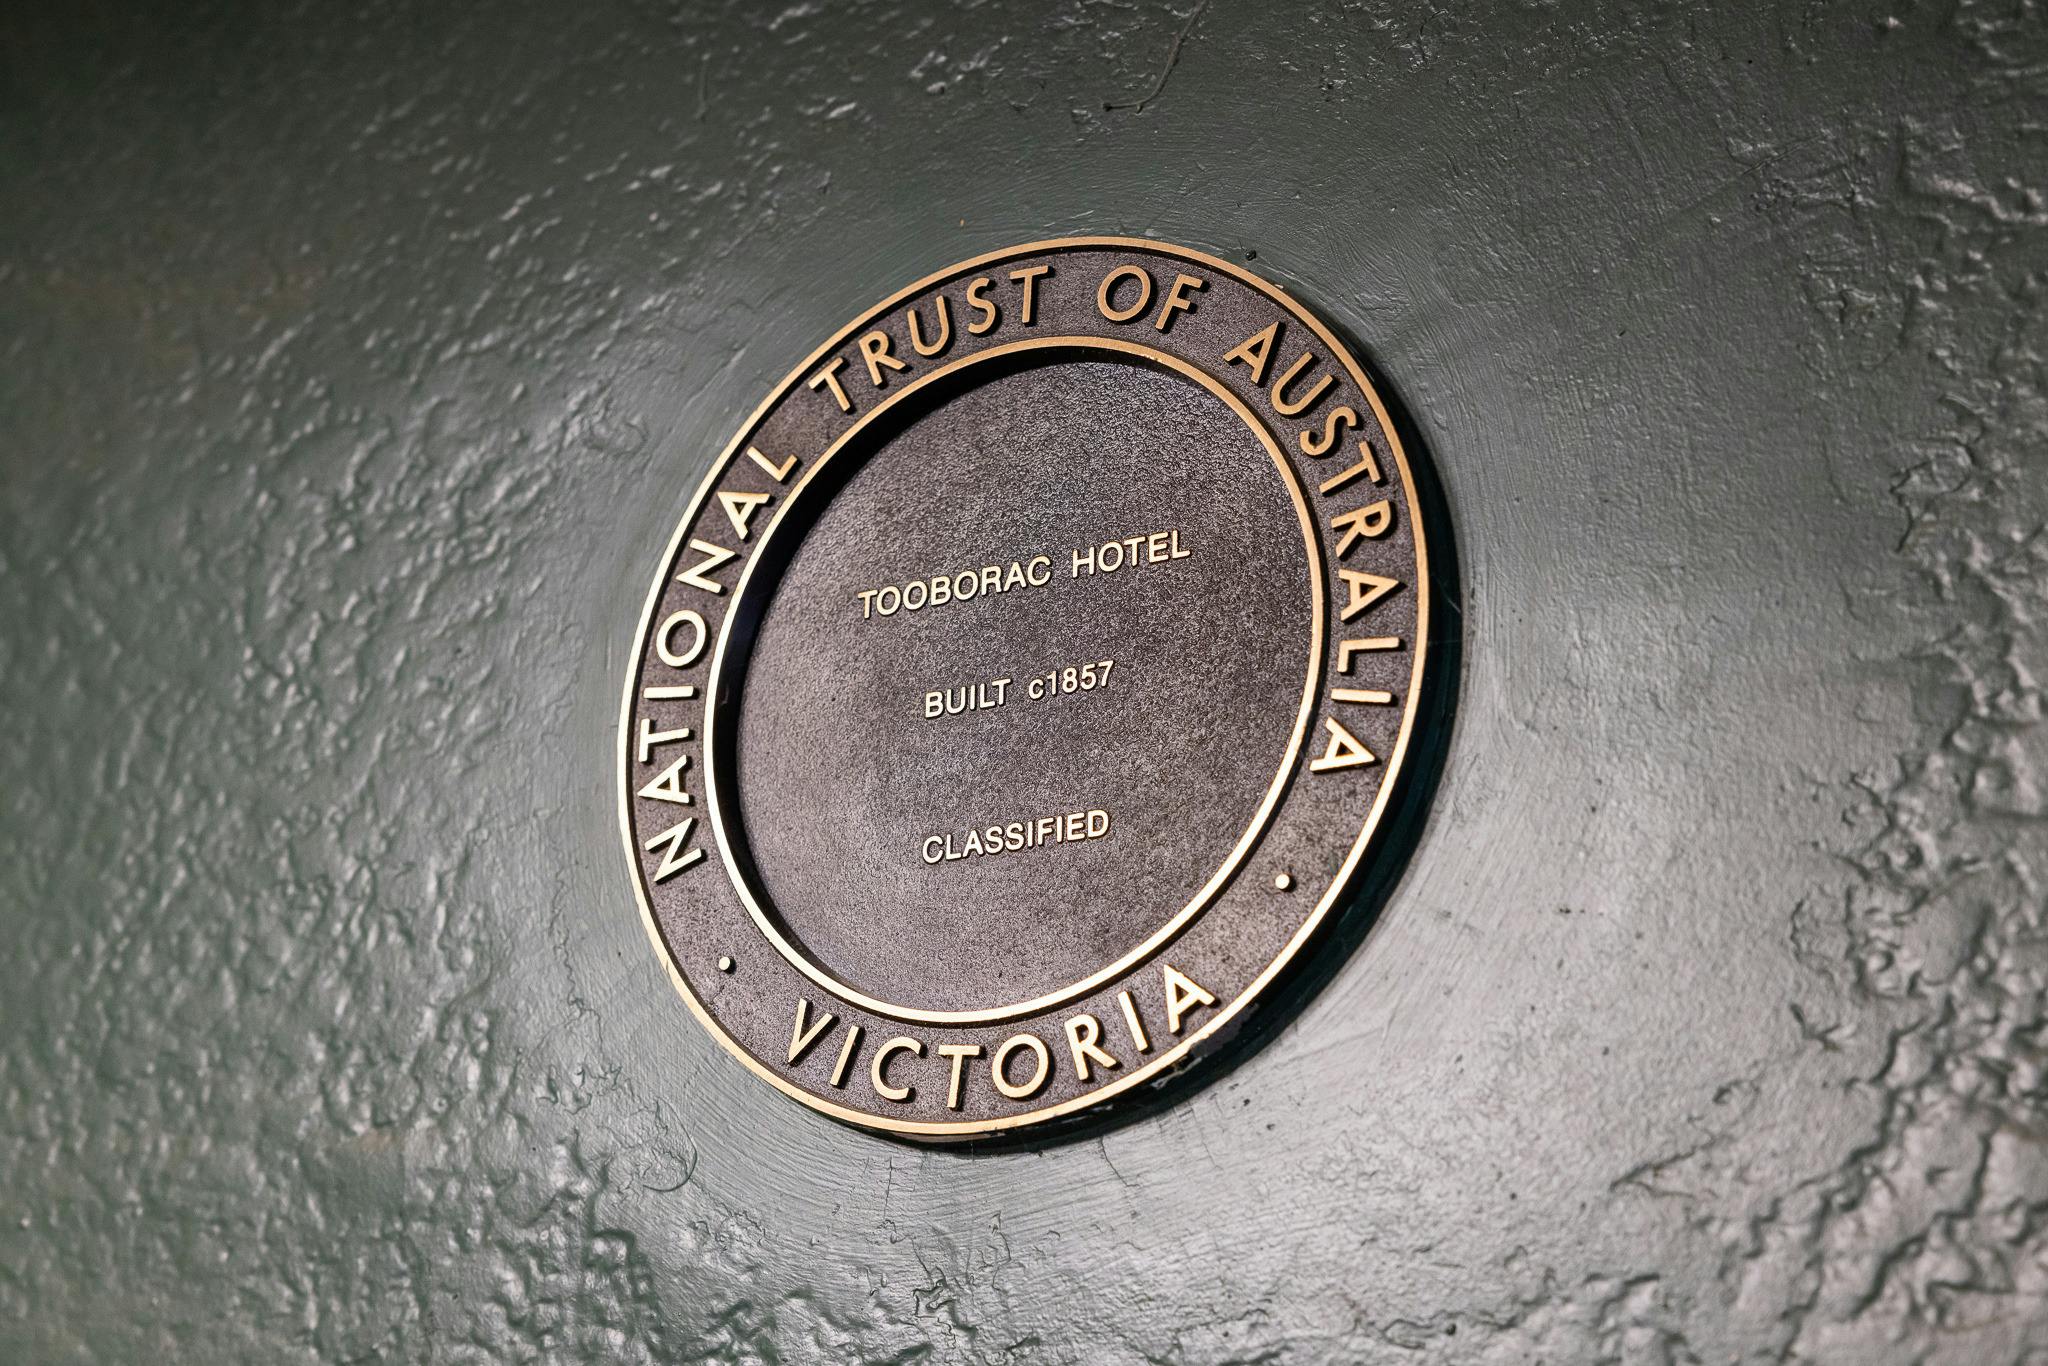 NATIONAL TRUST OF AUSTRALIA
TOOBORAC HOTEL
BUILT c1857
CLASSIFIED
• VICTORIA •